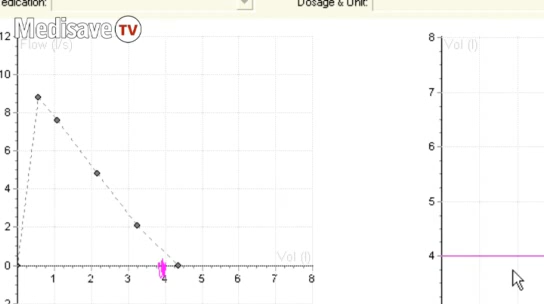 edication:
Dosage & Unit:
Medisave TV
12
Flow (l/s)
10
8
6
4
2
0
1 2 3 4 5 6 7 8
Vol (l)
8
Vol (l)
7
6
5
4